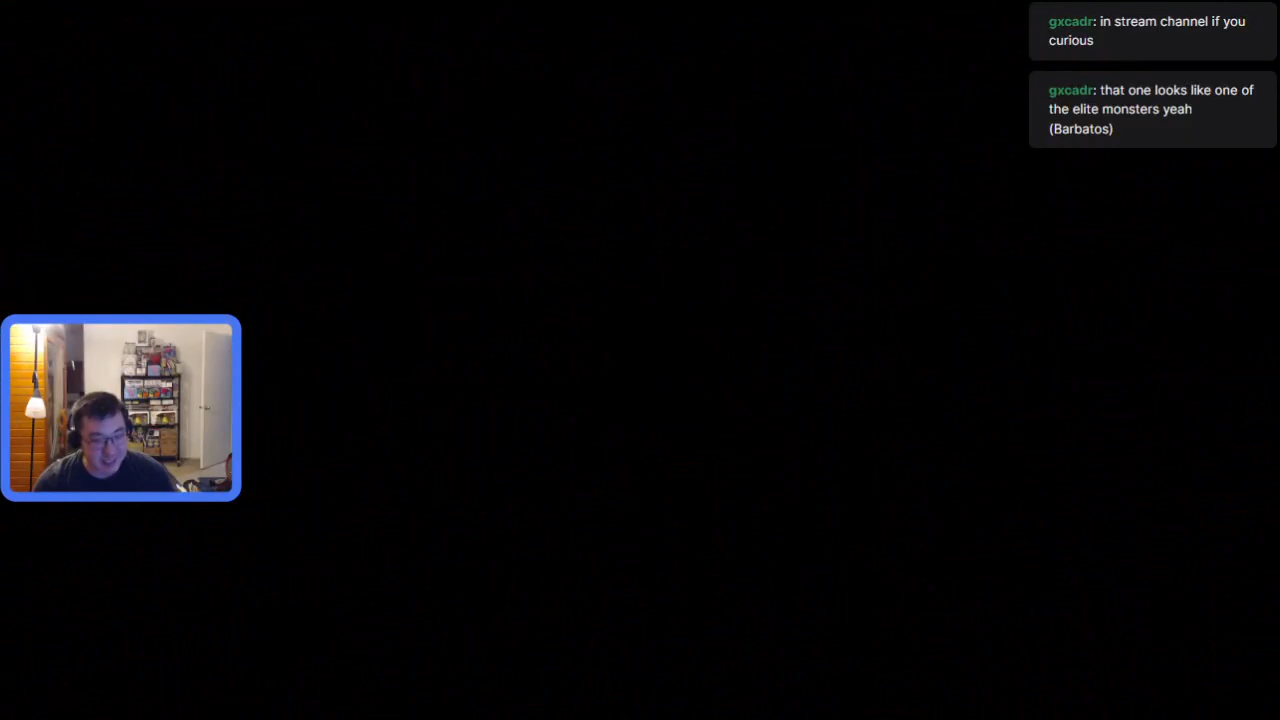 gxcadr: in stream channel if you
curious
gxcadr: that one looks like one of
the elite monsters yeah
(Barbatos)